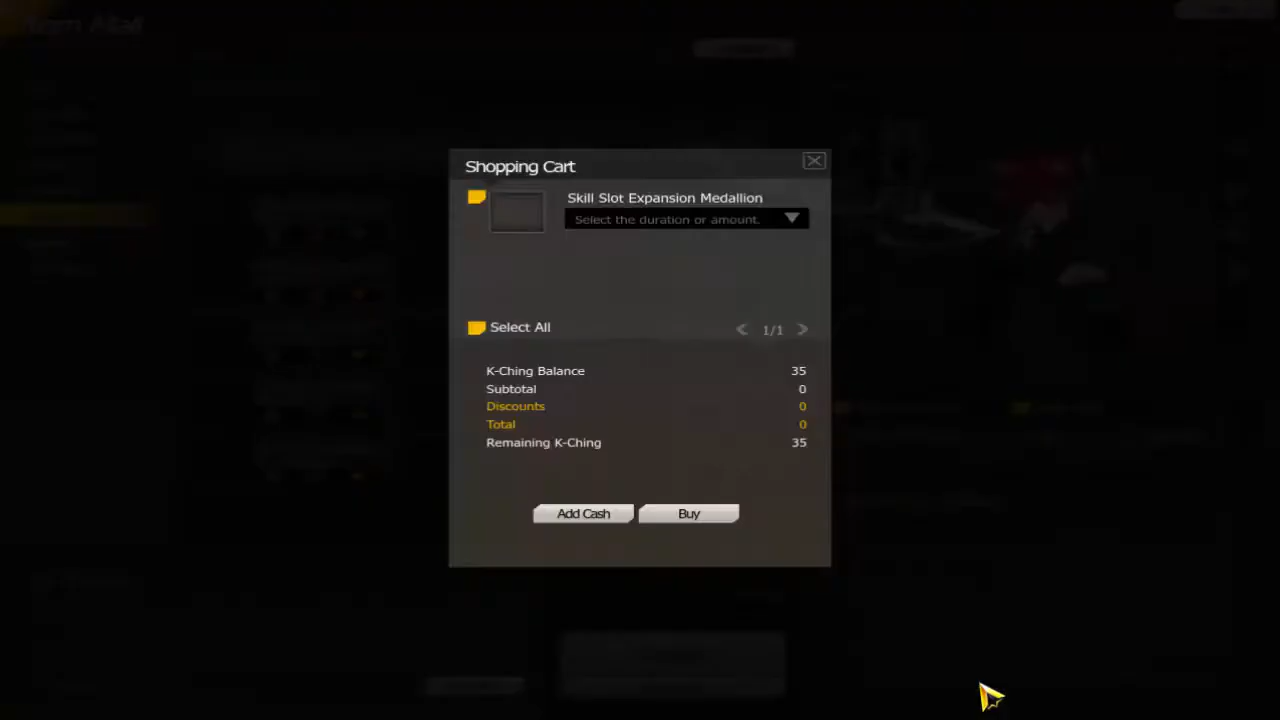 Shopping Cart
Skill Slot Expansion Medallion
Select the duration or amount.
Select All
< 1/1 >
K-Ching Balance 35
Subtotal 0
Discounts 0
Total 0
Remaining K-Ching 35
Add Cash Buy